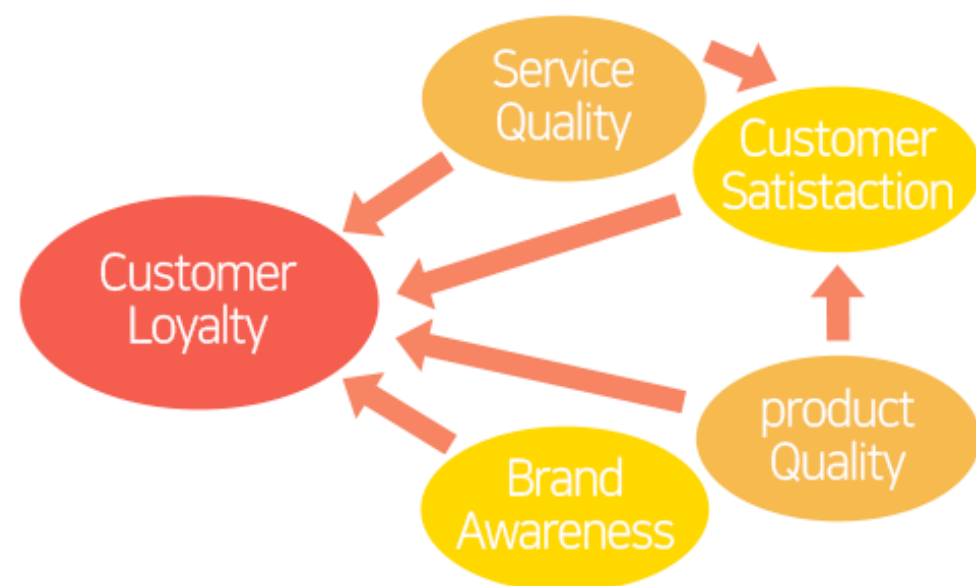 Service
Quality
Customer
Satistaction
Customer
Loyalty
product
Quality
Brand
Awareness